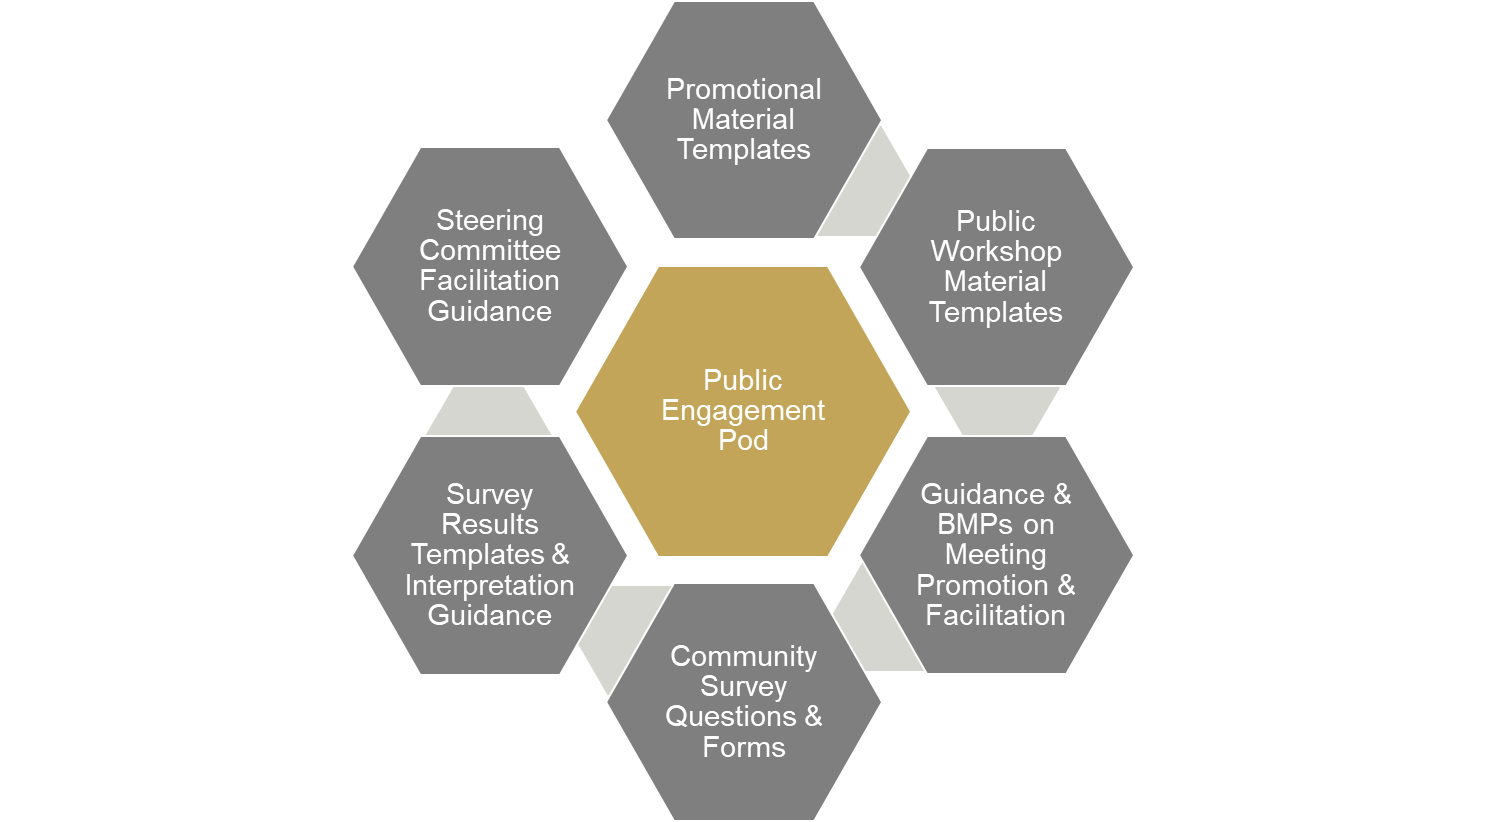 Promotional
Material
Templates
Public
Workshop
Material
Templates
Guidance &
BMPs on
Meeting
Promotion &
Facilitation
Community
Survey
Questions &
Forms
Survey
Results
Templates &
Interpretation
Guidance
Steering
Committee
Facilitation
Guidance
Public
Engagement
Pod